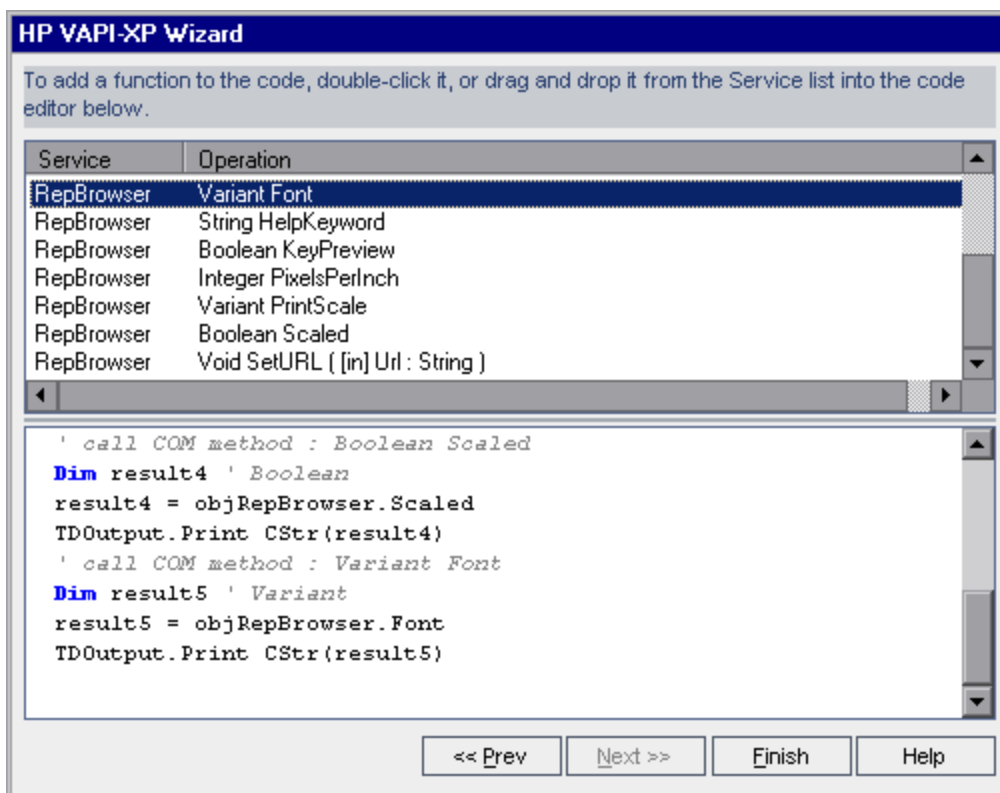 HP VAPI-XP Wizard
To add a function to the code, double-click it, or drag and drop it from the Service list into the code
editor below.
Service Operation
RepBrowser Variant Font
RepBrowser String HelpKeyword
RepBrowser Boolean KeyPreview
RepBrowser Integer PixelsPerInch
RepBrowser Variant PrintScale
RepBrowser Boolean Scaled
RepBrowser Void SetURL ( [in] Url : String )
' call COM method : Boolean Scaled
Dim result4 ' Boolean
result4 = objRepBrowser.Scaled
TDOutput.Print CStr(result4)
' call COM method : Variant Font
Dim result5 ' Variant
result5 = objRepBrowser.Font
TDOutput.Print CStr(result5)
<< Prev Next >> Finish Help